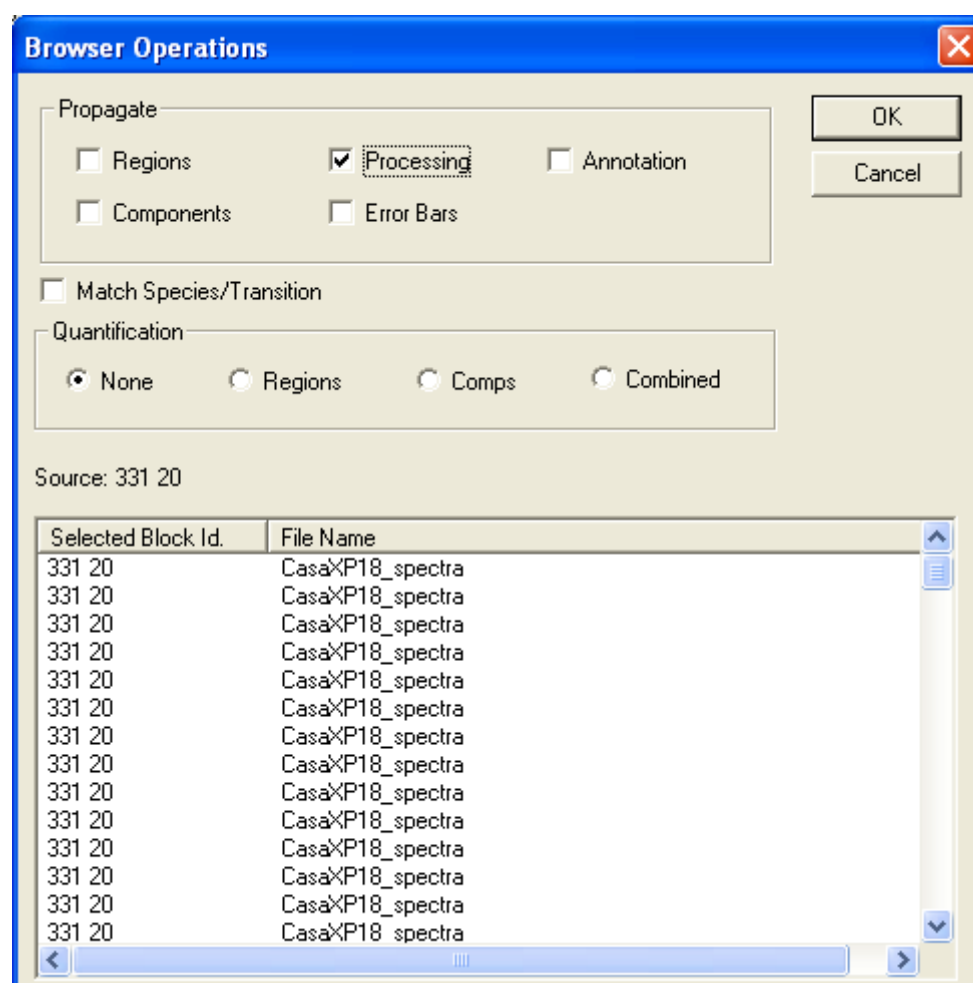 Browser Operations
Propagate
OK
Regions Processing Annotation
Cancel
Components Error Bars
Match Species/Transition
Quantification
None Regions Comps Combined
Source: 331 20
Selected Block Id. File Name
331 20 CasaXP18_spectra
331 20 CasaXP18_spectra
331 20 CasaXP18_spectra
331 20 CasaXP18_spectra
331 20 CasaXP18_spectra
331 20 CasaXP18_spectra
331 20 CasaXP18_spectra
331 20 CasaXP18_spectra
331 20 CasaXP18_spectra
331 20 CasaXP18_spectra
331 20 CasaXP18_spectra
331 20 CasaXP18_spectra
331 20 CasaXP18_spectra
331 20 CasaXP18_spectra